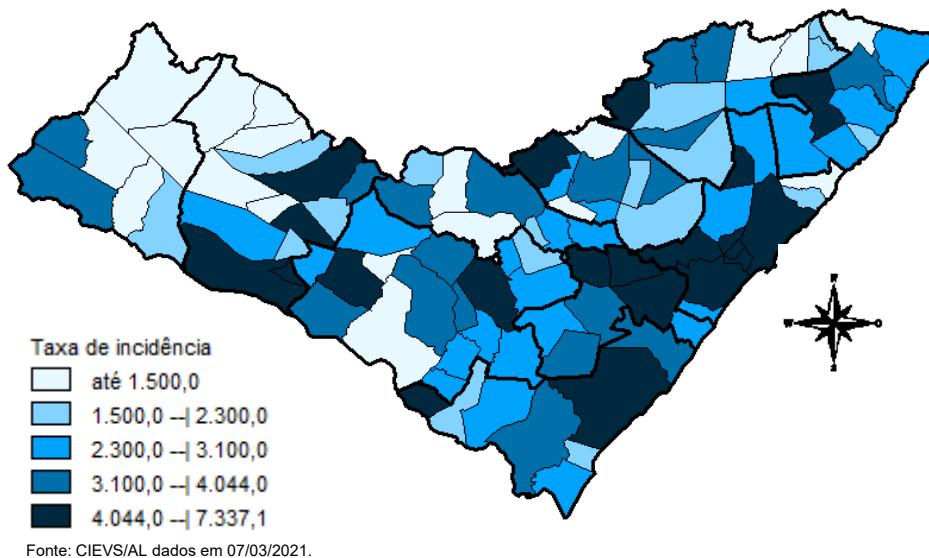 N
W
O
S
Taxa de incidência
até 1.500,0
1.500,0 --| 2.300,0
2.300,0 --| 3.100,0
3.100,0 --| 4.044,0
4.044,0 --| 7.337,1
Fonte: CIEVS/AL dados em 07/03/2021.